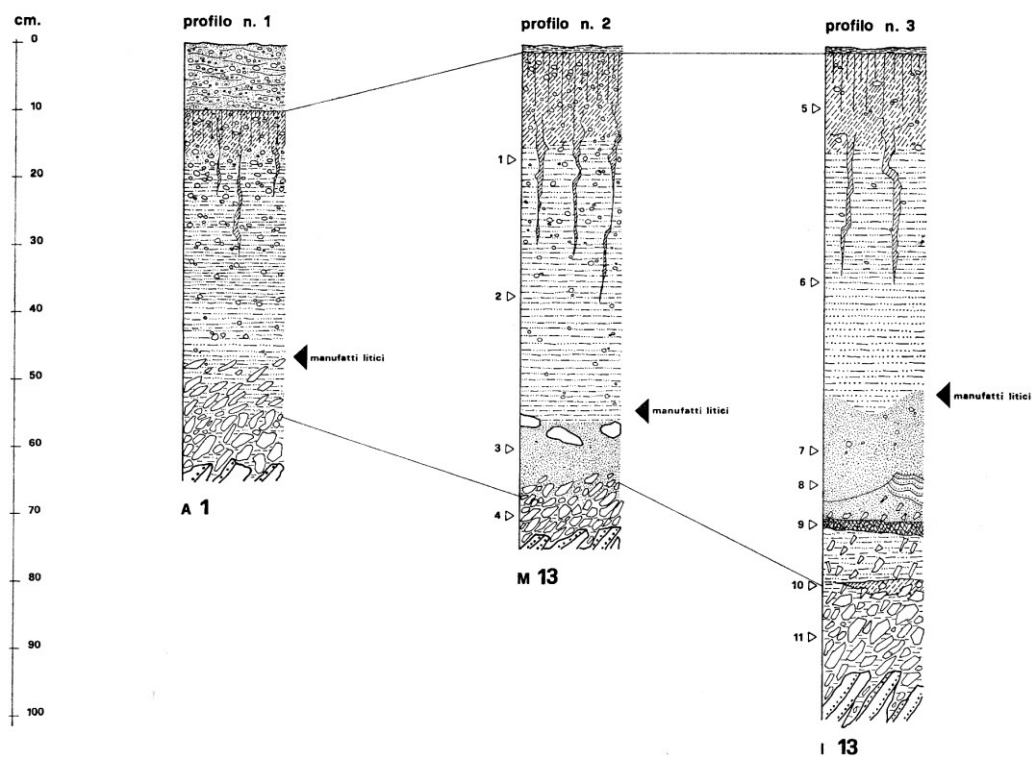 cm.
0
10
20
30
40
50
60
70
80
90
100
profilo n. 1
manufatti litici
A 1
profilo n. 2
1
2
manufatti litici
3
4
M 13
profilo n. 3
5
6
manufatti litici
7
8
9
10
11
I 13